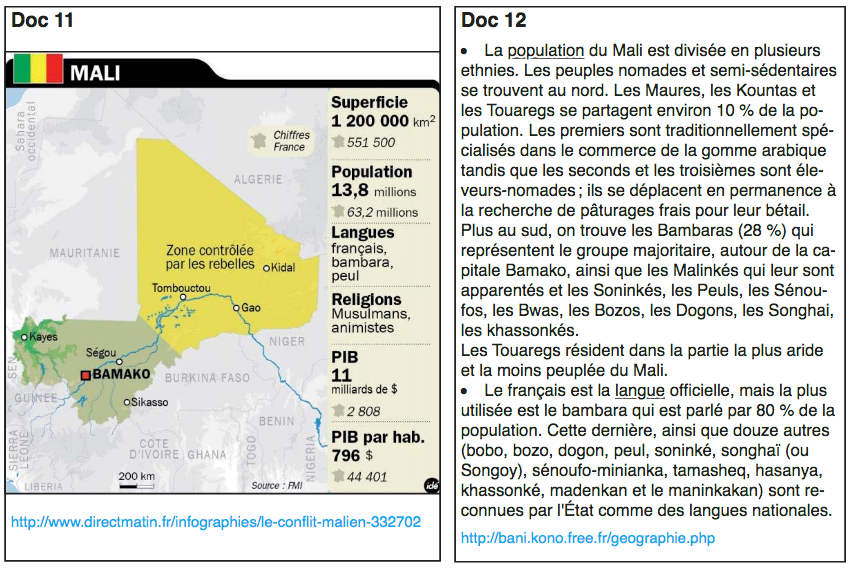 Doc 11
MALI
Sahara
occidental
ALGERIE
MAURITANIE
Zone contrôlée
par les rebelles
Kidal
Tombouctou
Gao
Kayes
Ségou
BAMAKO
NIGER
BURKINA FASO
SEN.
GUINEE
Sikasso
BENIN
SIERRA
LEONE
COTE
D'IVOIRE
GHANA
TOGO
NIGERIA
LIBERIA
200 km
Source : FMI
Chiffres
France
Superficie
1 200 000 km²
551 500
Population
13,8 millions
63,2 millions
Langues
français,
bambara,
peul
Religions
Musulmans,
animistes
PIB
11
milliards de $
2 808
PIB par hab.
796 $
44 401
idé
http://www.directmatin.fr/infographies/le-conflit-malien-332702
Doc 12
• La population du Mali est divisée en plusieurs
ethnies. Les peuples nomades et semi-sédentaires
se trouvent au nord. Les Maures, les Kountas et
les Touaregs se partagent environ 10 % de la po-
pulation. Les premiers sont traditionnellement spé-
cialisés dans le commerce de la gomme arabique
tandis que les seconds et les troisièmes sont éle-
veurs-nomades ; ils se déplacent en permanence à
la recherche de pâturages frais pour leur bétail.
Plus au sud, on trouve les Bambaras (28 %) qui
représentent le groupe majoritaire, autour de la ca-
pitale Bamako, ainsi que les Malinkés qui leur sont
apparentés et les Soninkés, les Peuls, les Sénou-
fos, les Bwas, les Bozos, les Dogons, les Songhai,
les khassonkés.
Les Touaregs résident dans la partie la plus aride
et la moins peuplée du Mali.
• Le français est la langue officielle, mais la plus
utilisée est le bambara qui est parlé par 80 % de la
population. Cette dernière, ainsi que douze autres
(bobo, bozo, dogon, peul, soninké, songhaï (ou
Songoy), sénoufo-minianka, tamasheq, hasanya,
khassonké, madenkan et le maninkakan) sont re-
connues par l'État comme des langues nationales.
http://bani.kono.free.fr/geographie.php